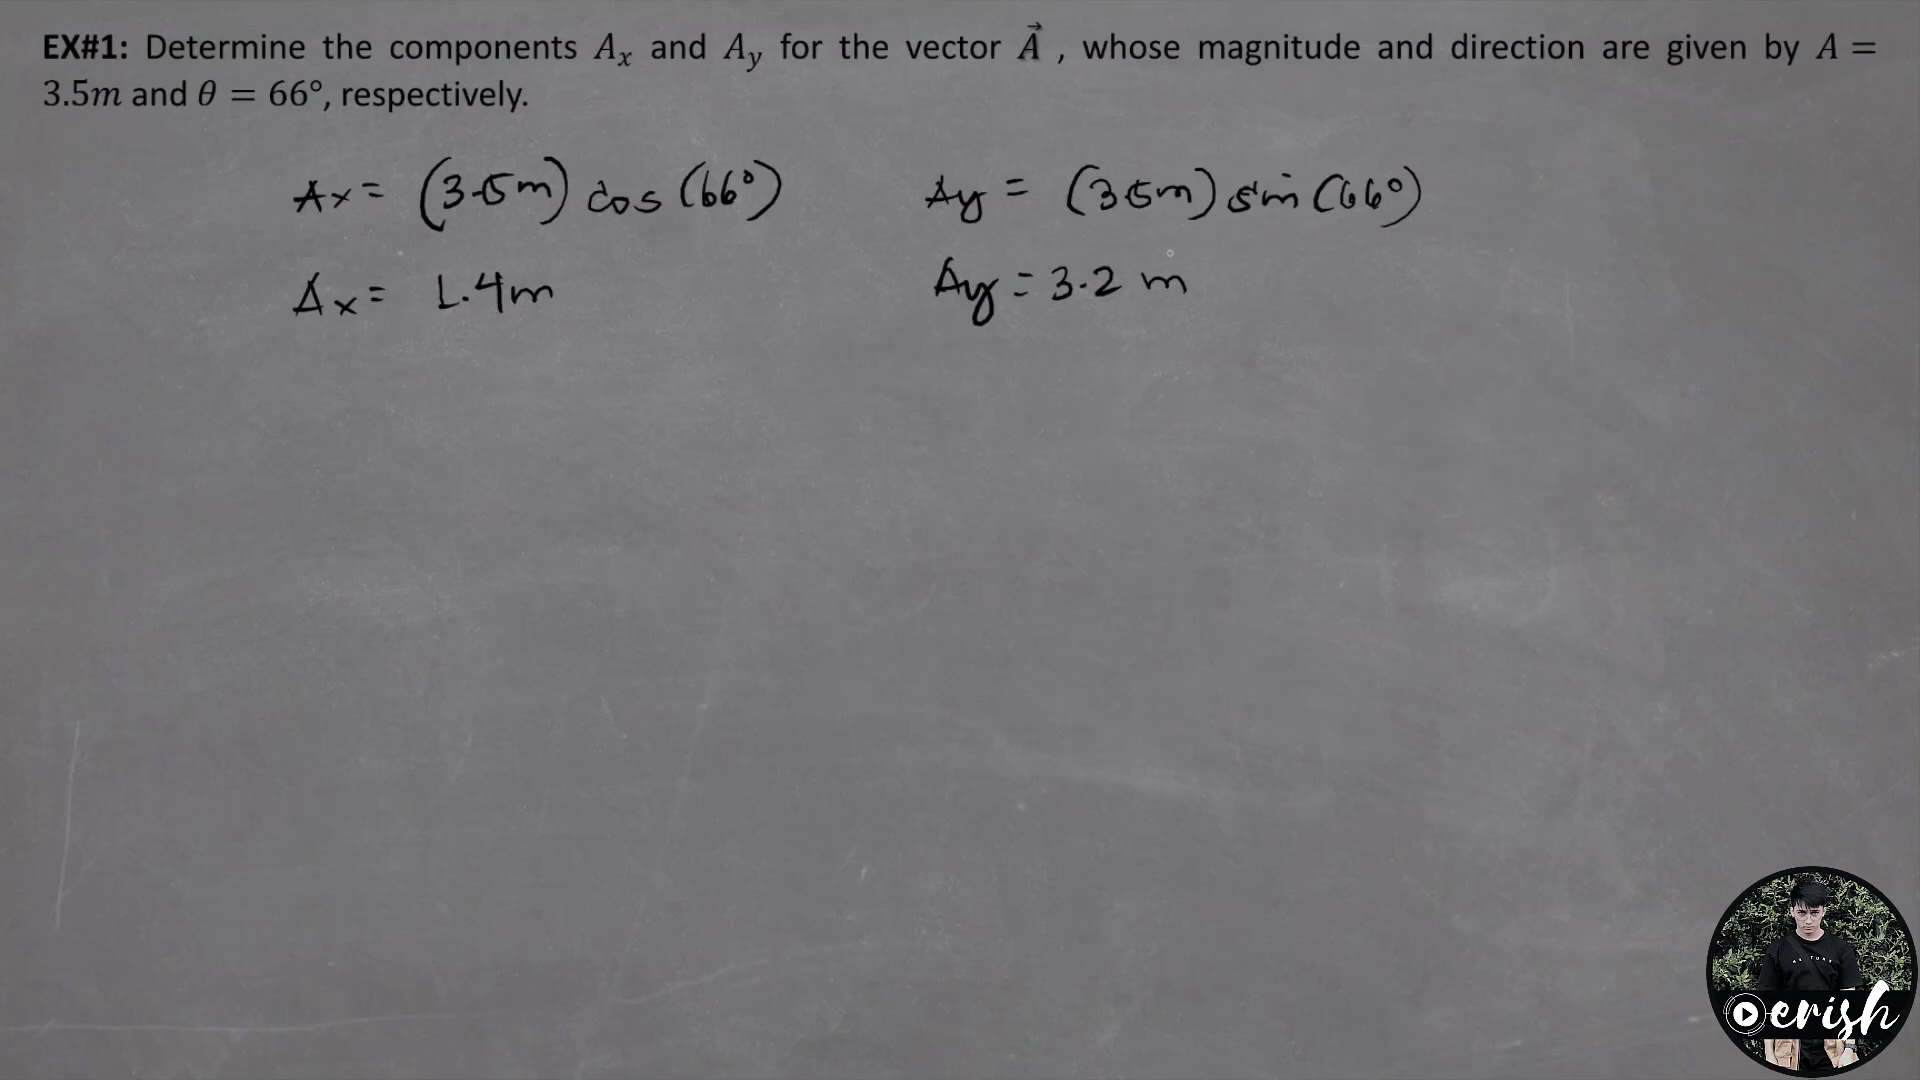 EX#1: Determine the components Aₓ and A_y for the vector A⃗ , whose magnitude and direction are given by A =
3.5m and θ = 66°, respectively.
Ax = (3.5m) cos (66°)
Ay = (3.5m) sin (66°)
Ax = 1.4m
Ay = 3.2 m
erish